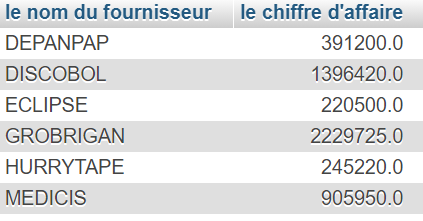 le nom du fournisseur le chiffre d'affaire
DEPANPAP 391200.0
DISCOBOL 1396420.0
ECLIPSE 220500.0
GROBRIGAN 2229725.0
HURRYTAPE 245220.0
MEDICIS 905950.0